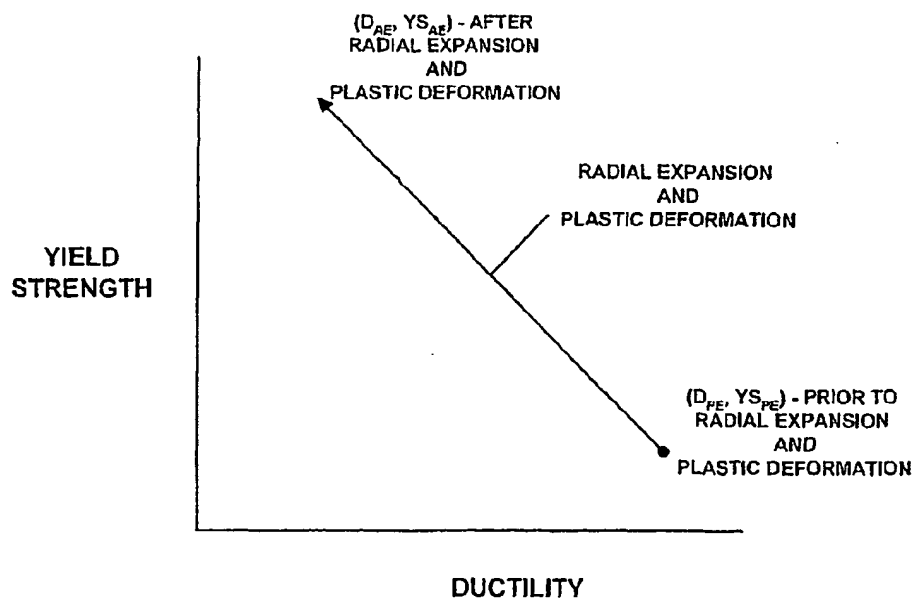 (D_AE, YS_AE) - AFTER
RADIAL EXPANSION
AND
PLASTIC DEFORMATION
RADIAL EXPANSION
AND
PLASTIC DEFORMATION
YIELD
STRENGTH
(D_PE, YS_PE) - PRIOR TO
RADIAL EXPANSION
AND
PLASTIC DEFORMATION
DUCTILITY